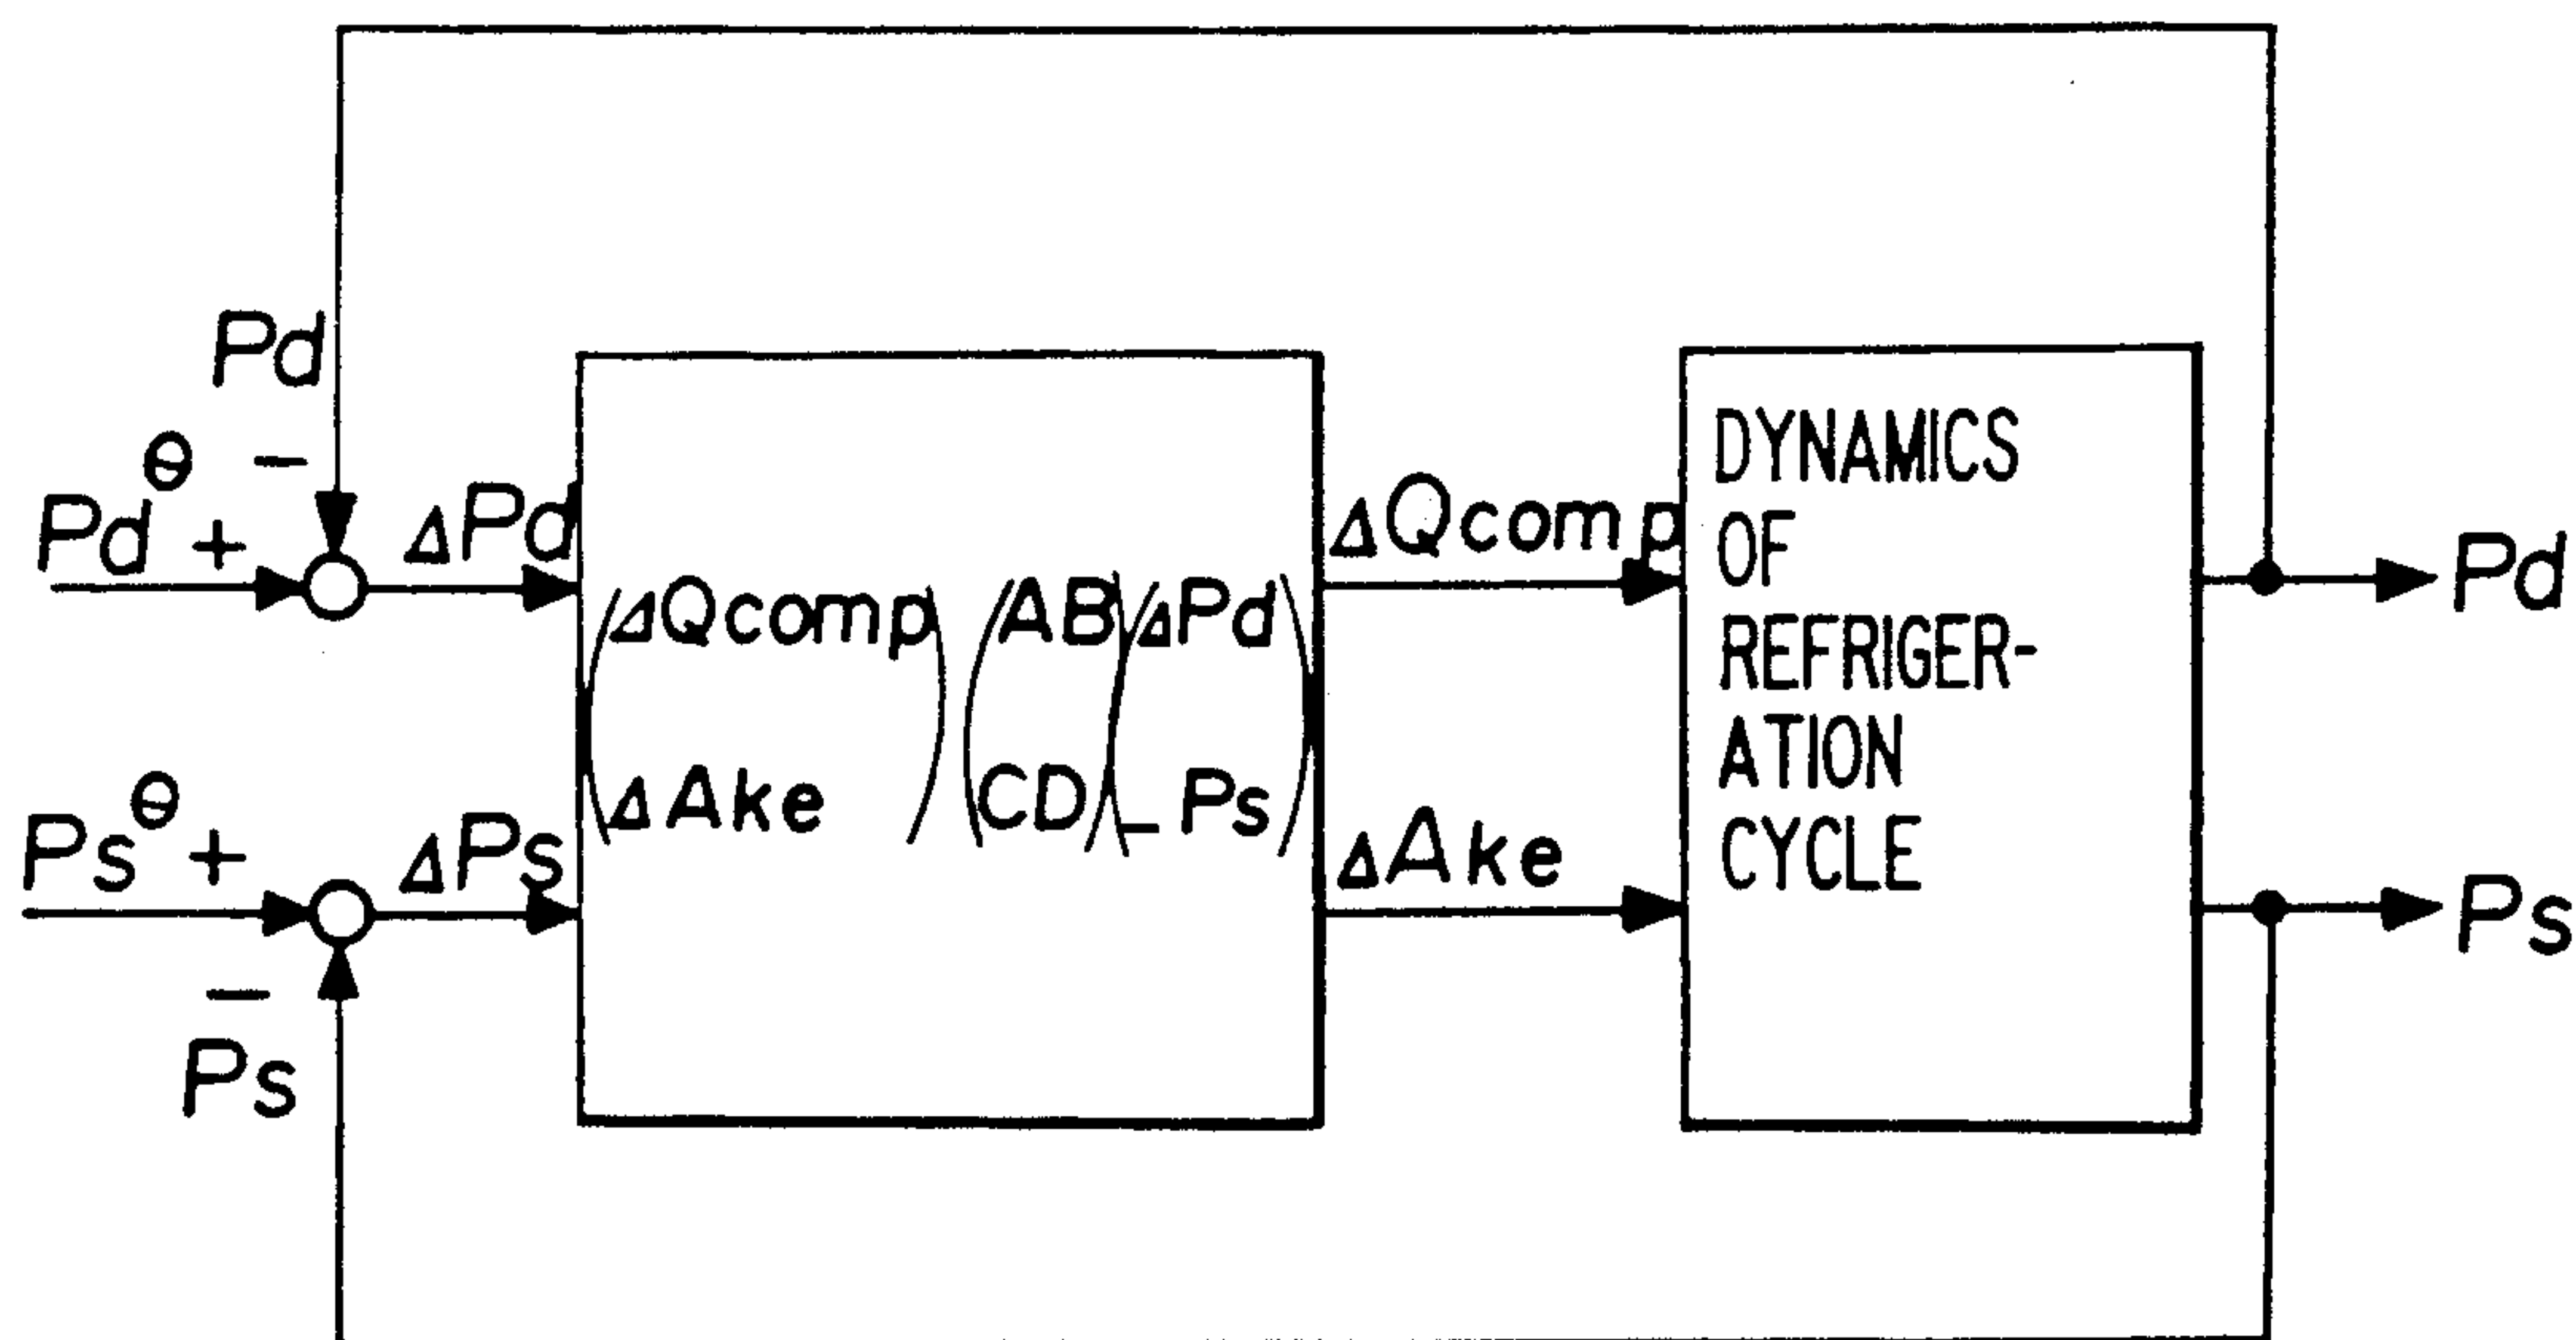 Pd
Pd^θ + −
ΔPd
ΔQcomp
(ΔQcomp) (AB)(ΔPd)
(ΔAke) (CD)(_Ps)
Ps^θ +
ΔPs
ΔAke
−
Ps
DYNAMICS
OF
REFRIGER-
ATION
CYCLE
Pd
Ps